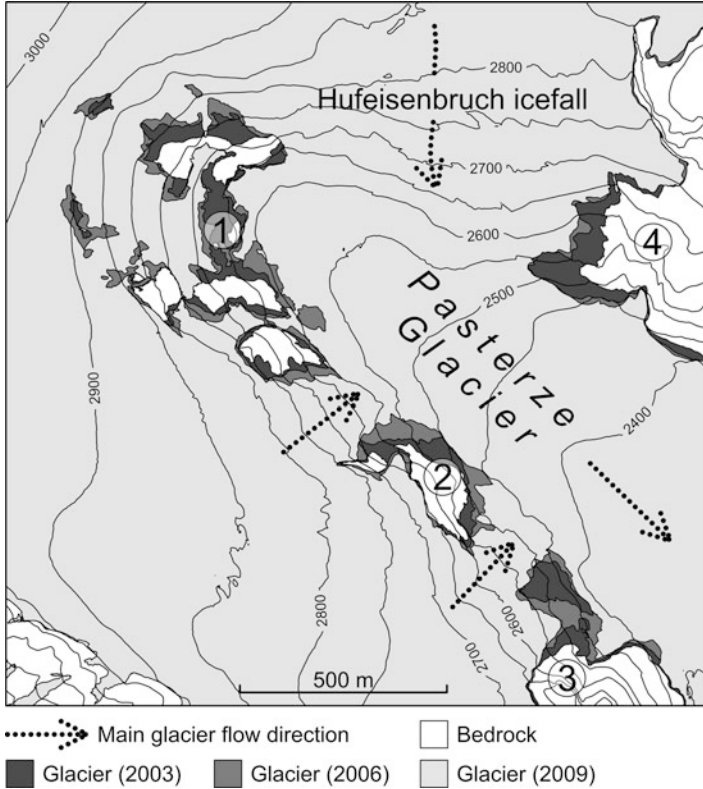 3000
2800
Hufeisenbruch icefall
2700
1
2600
4
2500
Pasterze
Glacier
2900
2400
2
2800
2600
2700
3
500 m
Main glacier flow direction
Bedrock
Glacier (2003)
Glacier (2006)
Glacier (2009)